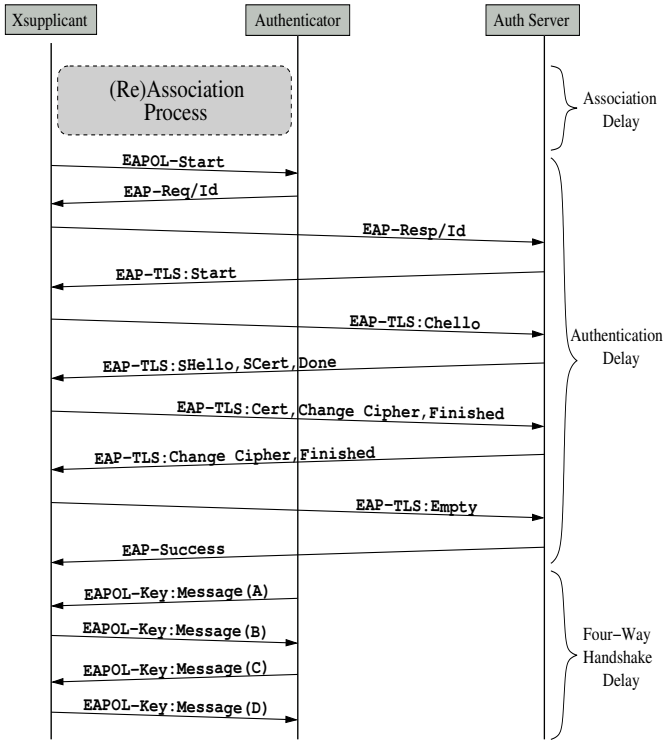 Xsupplicant
Authenticator
Auth Server
(Re)Association
Process
Association
Delay
EAPOL-Start
EAP-Req/Id
EAP-Resp/Id
EAP-TLS:Start
EAP-TLS:Chello
Authentication
Delay
EAP-TLS:SHello,SCert,Done
EAP-TLS:Cert,Change Cipher,Finished
EAP-TLS:Change Cipher,Finished
EAP-TLS:Empty
EAP-Success
EAPOL-Key:Message(A)
EAPOL-Key:Message(B)
EAPOL-Key:Message(C)
EAPOL-Key:Message(D)
Four-Way
Handshake
Delay